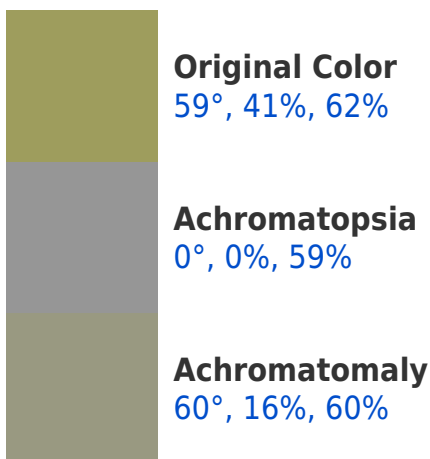 Original Color
59°, 41%, 62%
Achromatopsia
0°, 0%, 59%
Achromatomaly
60°, 16%, 60%